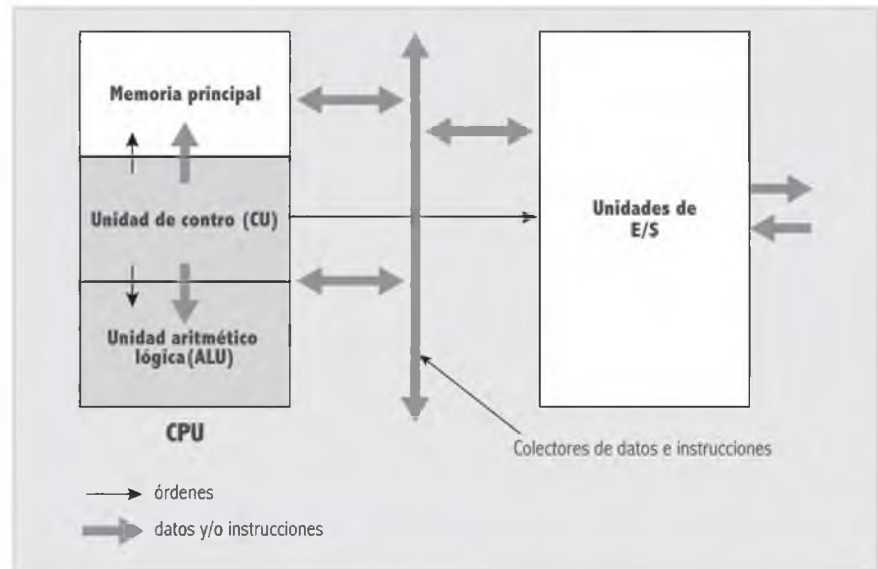 Memoria principal
Unidad de contro (CU)
Unidad aritmético
lógica(ALU)
CPU
Unidades de
E/S
Colectores de datos e instrucciones
órdenes
datos y/o instrucciones